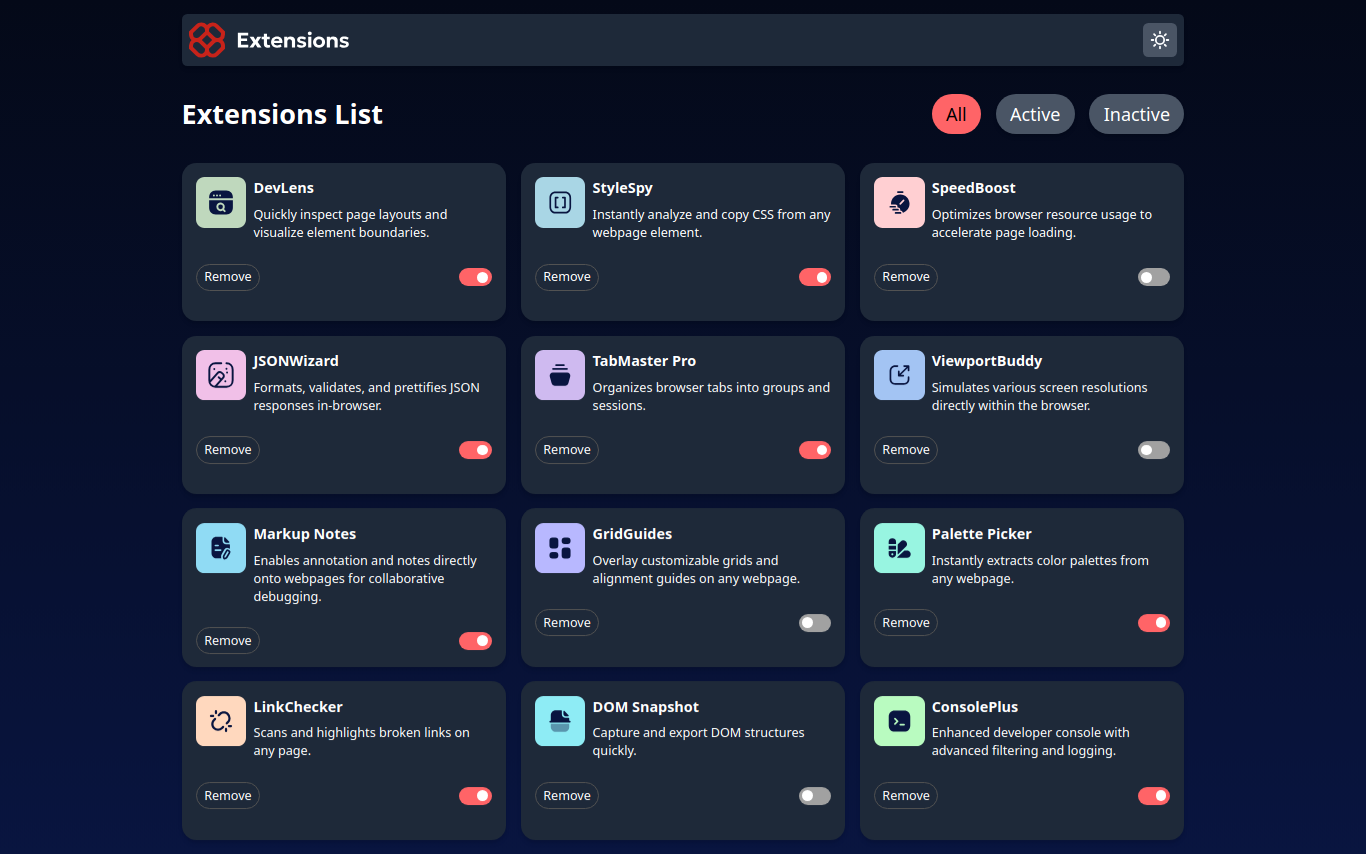 Extensions
Extensions List
All
Active
Inactive
DevLens
Quickly inspect page layouts and
visualize element boundaries.
Remove
StyleSpy
Instantly analyze and copy CSS from any
webpage element.
Remove
SpeedBoost
Optimizes browser resource usage to
accelerate page loading.
Remove
JSONWizard
Formats, validates, and prettifies JSON
responses in-browser.
Remove
TabMaster Pro
Organizes browser tabs into groups and
sessions.
Remove
ViewportBuddy
Simulates various screen resolutions
directly within the browser.
Remove
Markup Notes
Enables annotation and notes directly
onto webpages for collaborative
debugging.
Remove
GridGuides
Overlay customizable grids and
alignment guides on any webpage.
Remove
Palette Picker
Instantly extracts color palettes from
any webpage.
Remove
LinkChecker
Scans and highlights broken links on
any page.
Remove
DOM Snapshot
Capture and export DOM structures
quickly.
Remove
ConsolePlus
Enhanced developer console with
advanced filtering and logging.
Remove